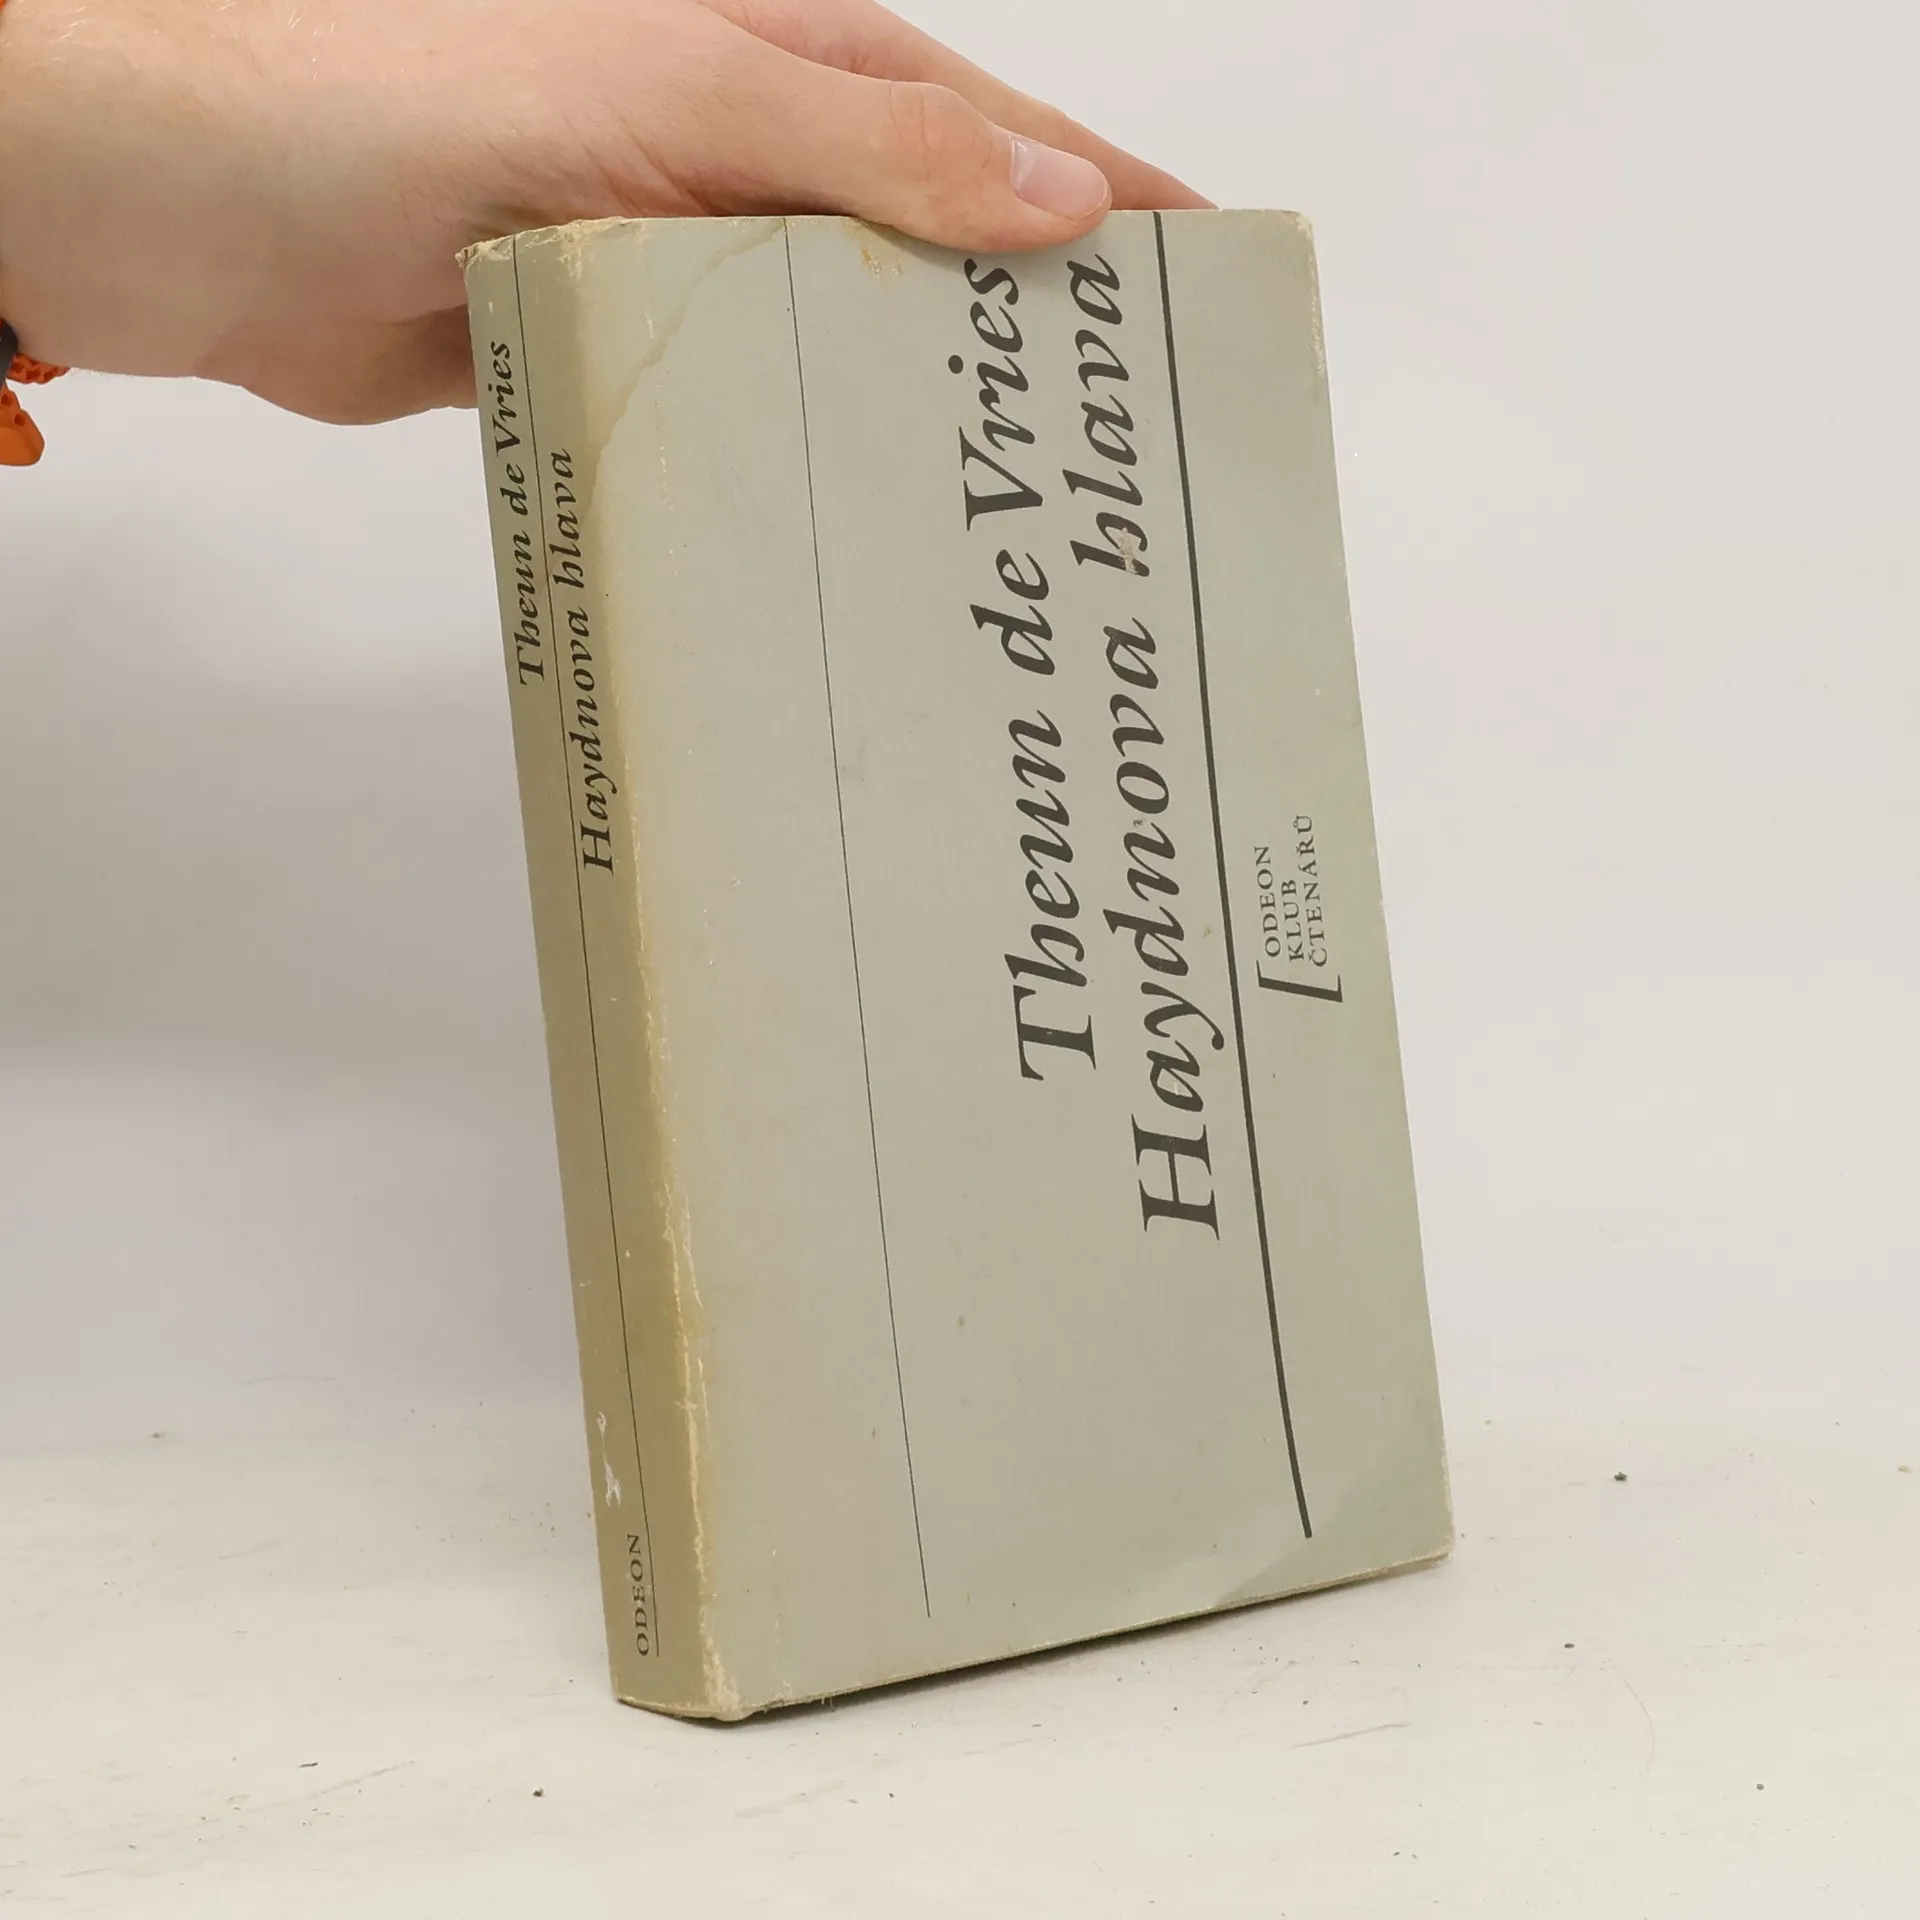 Theun de Vries
Haydnova hlava
ODEON
Theun de Vries
Haydnova hlava
ODEON
KLUB
ČTENÁŘŮ